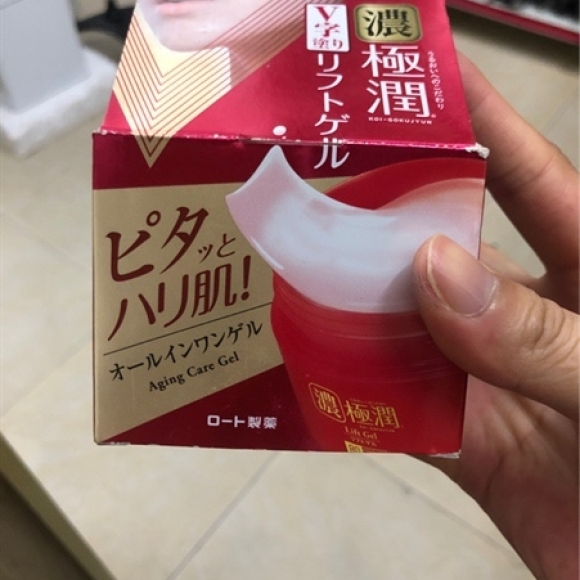 濃
極潤®
KOI-GOKUJYUN
うるおいへのこだわり
V字塗り
リフトゲル
ピタッと
ハリ肌!
オールインワンゲル
Aging Care Gel
ロート製薬
濃 極潤
Lift Gel